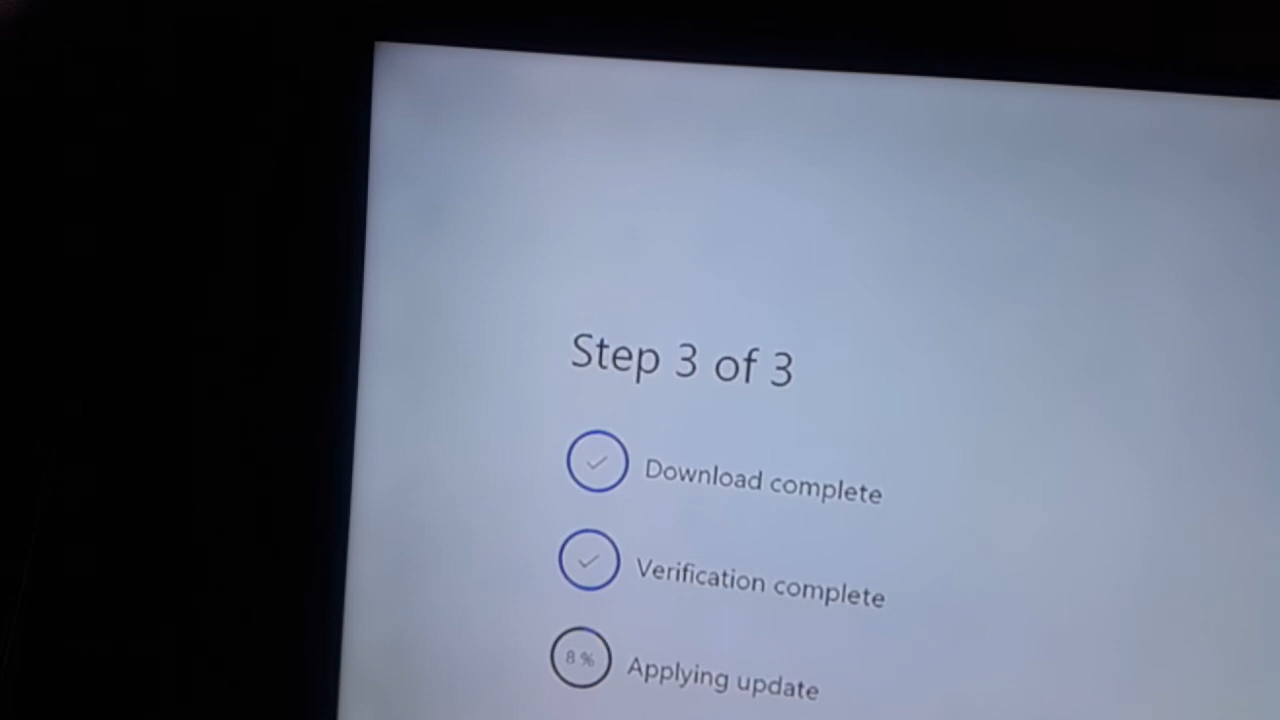 Step 3 of 3
Download complete
Verification complete
8 %
Applying update